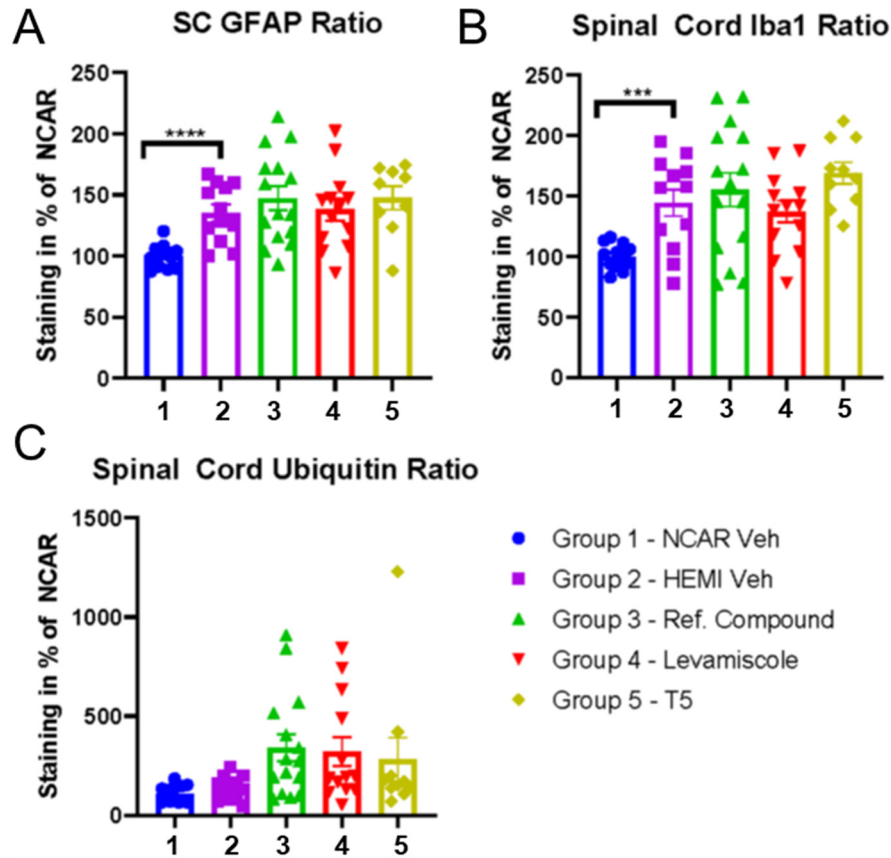 A
SC GFAP Ratio
Staining in % of NCAR
250
200
150
100
50
0
****
1 2 3 4 5
B
Spinal Cord Iba1 Ratio
Staining in % of NCAR
250
200
150
100
50
0
***
1 2 3 4 5
C
Spinal Cord Ubiquitin Ratio
Staining in % of NCAR
1500
1000
500
0
1 2 3 4 5
Group 1 - NCAR Veh
Group 2 - HEMI Veh
Group 3 - Ref. Compound
Group 4 - Levamiscole
Group 5 - T5